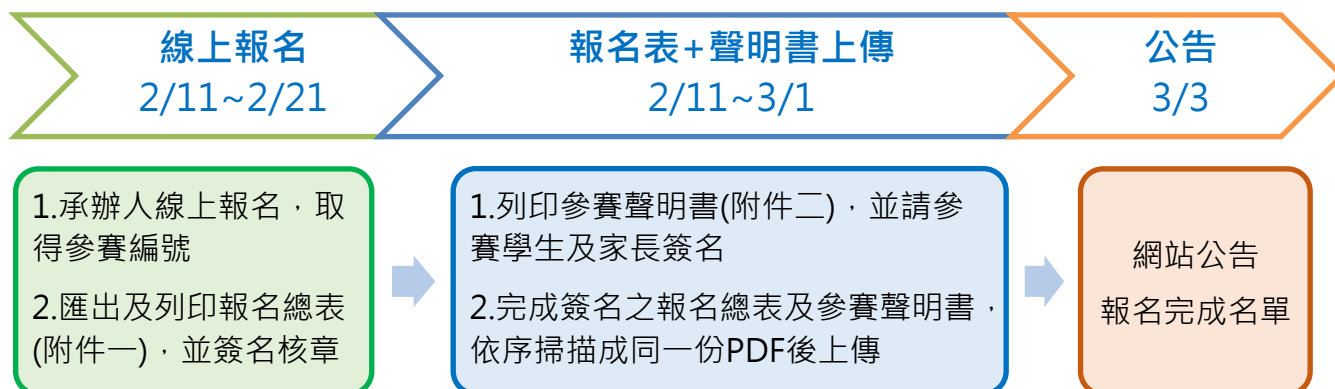 線上報名
2/11~2/21
報名表+聲明書上傳
2/11~3/1
公告
3/3
1.承辦人線上報名，取
得參賽編號
2.匯出及列印報名總表
(附件一)，並簽名核章
1.列印參賽聲明書(附件二)，並請參
賽學生及家長簽名
2.完成簽名之報名總表及參賽聲明書，
依序掃描成同一份PDF後上傳
網站公告
報名完成名單